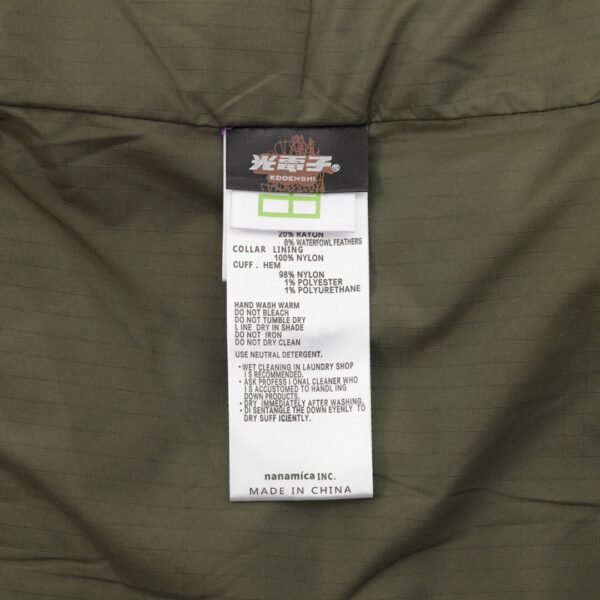 光電子®
KODENSHI
20% RAYON
8% WATERFOWL FEATHERS
COLLAR LINING
100% NYLON
CUFF . HEM
98% NYLON
1% POLYESTER
1% POLYURETHANE
HAND WASH WARM
DO NOT BLEACH
DO NOT TUMBLE DRY
LINE DRY IN SHADE
DO NOT IRON
DO NOT DRY CLEAN
USE NEUTRAL DETERGENT.
• WET CLEANING IN LAUNDRY SHOP
IS RECOMMENDED.
• ASK PROFESSIONAL CLEANER WHO
IS ACCUSTOMED TO HANDLING
DOWN PRODUCTS.
• DRY IMMEDIATELY AFTER WASHING.
• DISENTANGLE THE DOWN EVENLY TO
DRY SUFFICIENTLY.
nanamica INC.
MADE IN CHINA